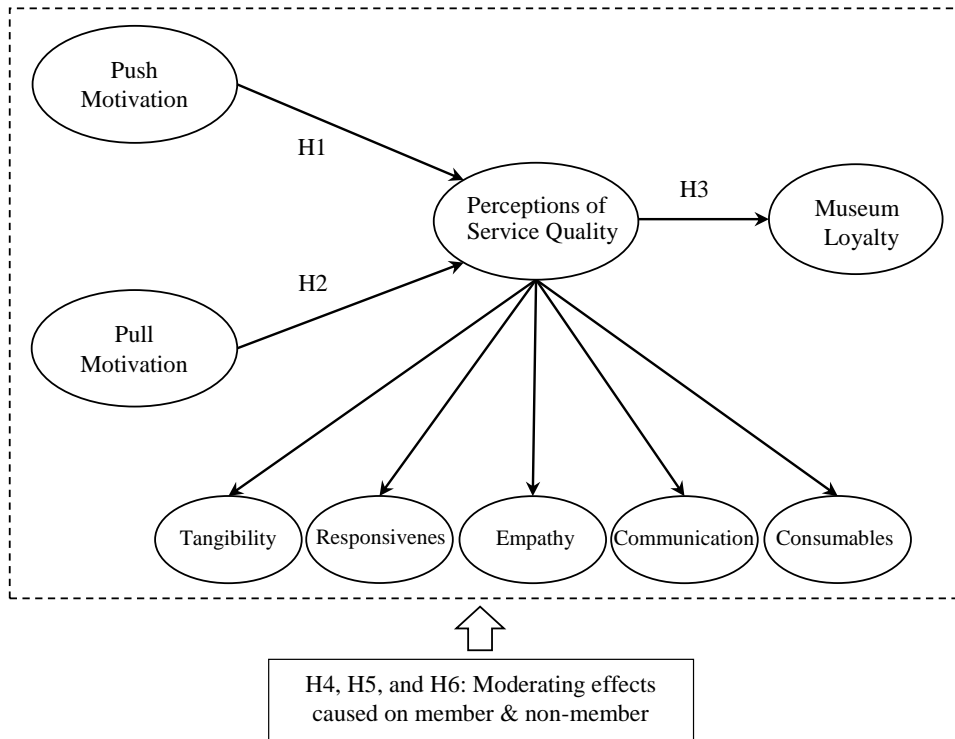 Push
Motivation
H1
Perceptions of
Service Quality
H3
Museum
Loyalty
H2
Pull
Motivation
Tangibility
Responsivenes
Empathy
Communication
Consumables
H4, H5, and H6: Moderating effects
caused on member & non-member